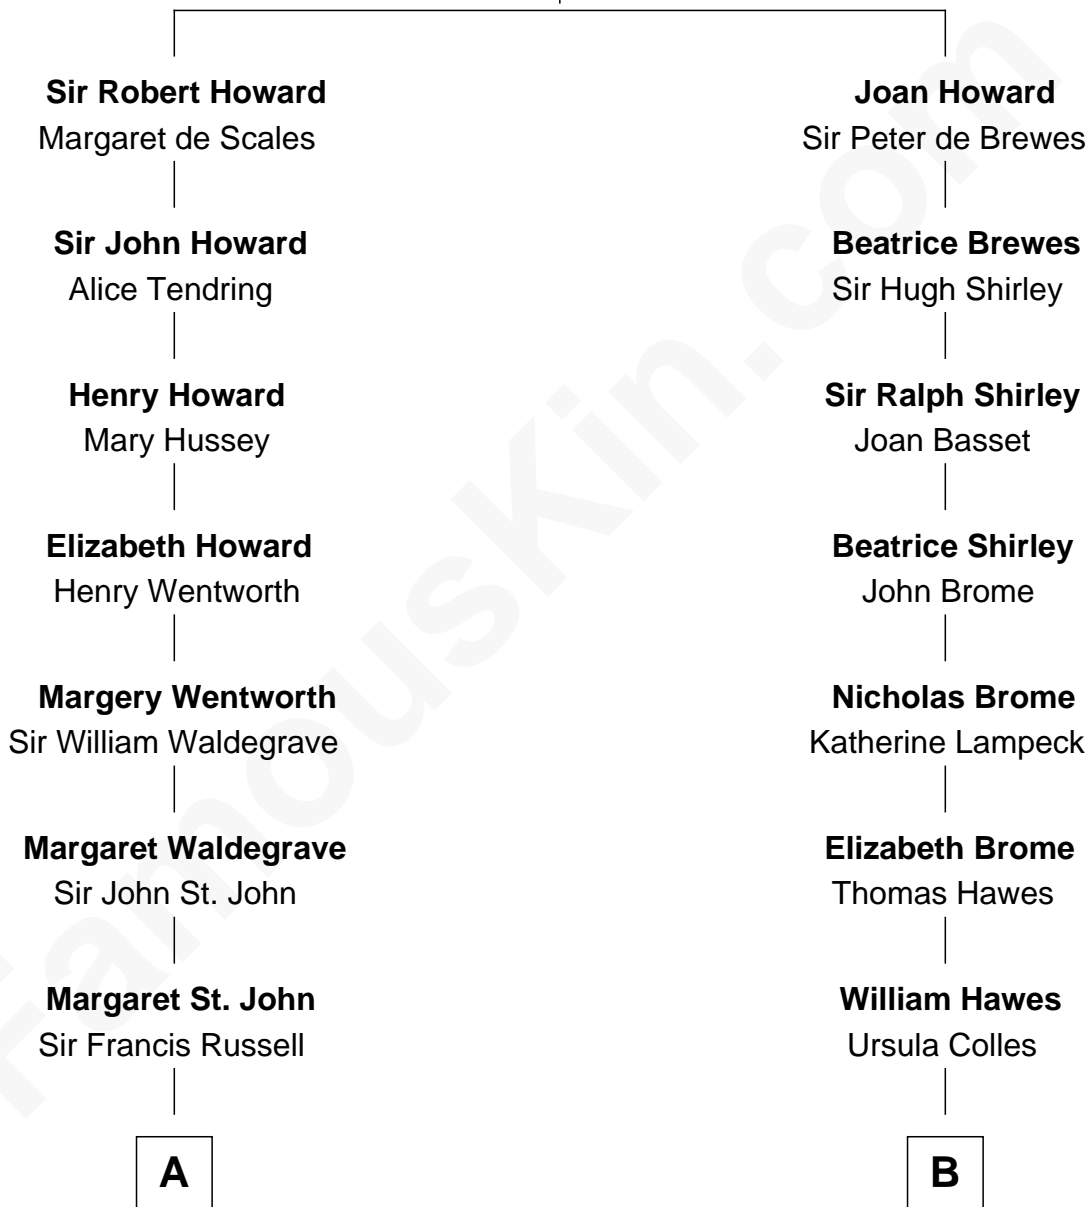 Sir Robert Howard
Margaret de Scales
Joan Howard
Sir Peter de Brewes
Sir John Howard
Alice Tendring
Beatrice Brewes
Sir Hugh Shirley
Henry Howard
Mary Hussey
Sir Ralph Shirley
Joan Basset
Elizabeth Howard
Henry Wentworth
Beatrice Shirley
John Brome
Margery Wentworth
Sir William Waldegrave
Nicholas Brome
Katherine Lampeck
Margaret Waldegrave
Sir John St. John
Elizabeth Brome
Thomas Hawes
Margaret St. John
Sir Francis Russell
William Hawes
Ursula Colles
A
B
FamousKin.com